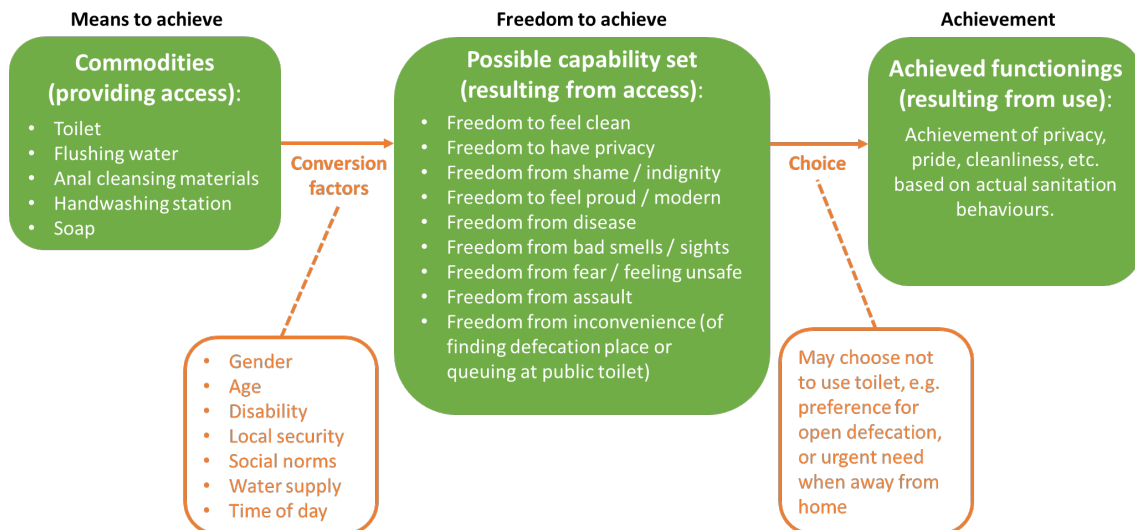 Means to achieve
Commodities
(providing access):
• Toilet
• Flushing water
• Anal cleansing materials
• Handwashing station
• Soap
Conversion
factors
• Gender
• Age
• Disability
• Local security
• Social norms
• Water supply
• Time of day
Freedom to achieve
Possible capability set
(resulting from access):
• Freedom to feel clean
• Freedom to have privacy
• Freedom from shame / indignity
• Freedom to feel proud / modern
• Freedom from disease
• Freedom from bad smells / sights
• Freedom from fear / feeling unsafe
• Freedom from assault
• Freedom from inconvenience (of
finding defecation place or
queuing at public toilet)
Choice
May choose not
to use toilet, e.g.
preference for
open defecation,
or urgent need
when away from
home
Achievement
Achieved functionings
(resulting from use):
Achievement of privacy,
pride, cleanliness, etc.
based on actual sanitation
behaviours.